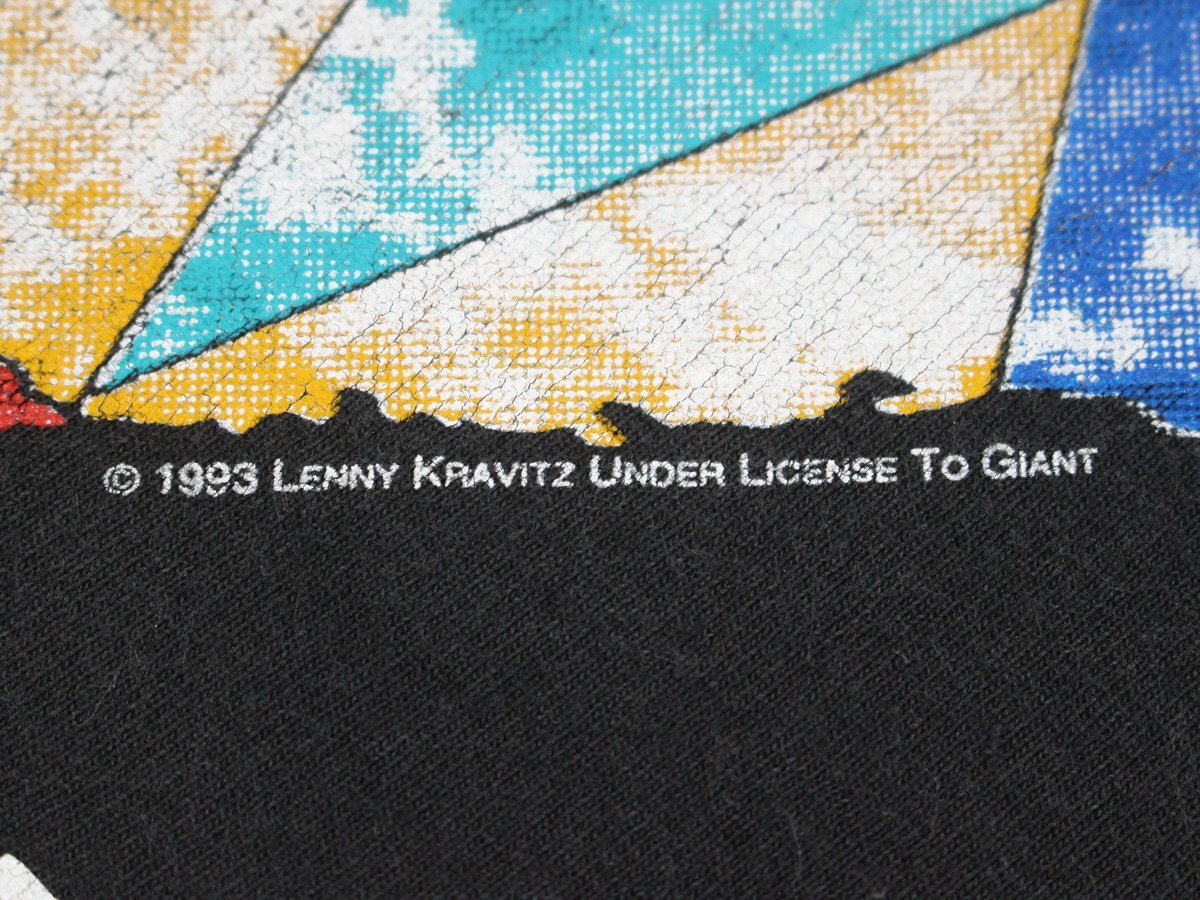 © 1993 LENNY KRAVITZ UNDER LICENSE TO GIANT